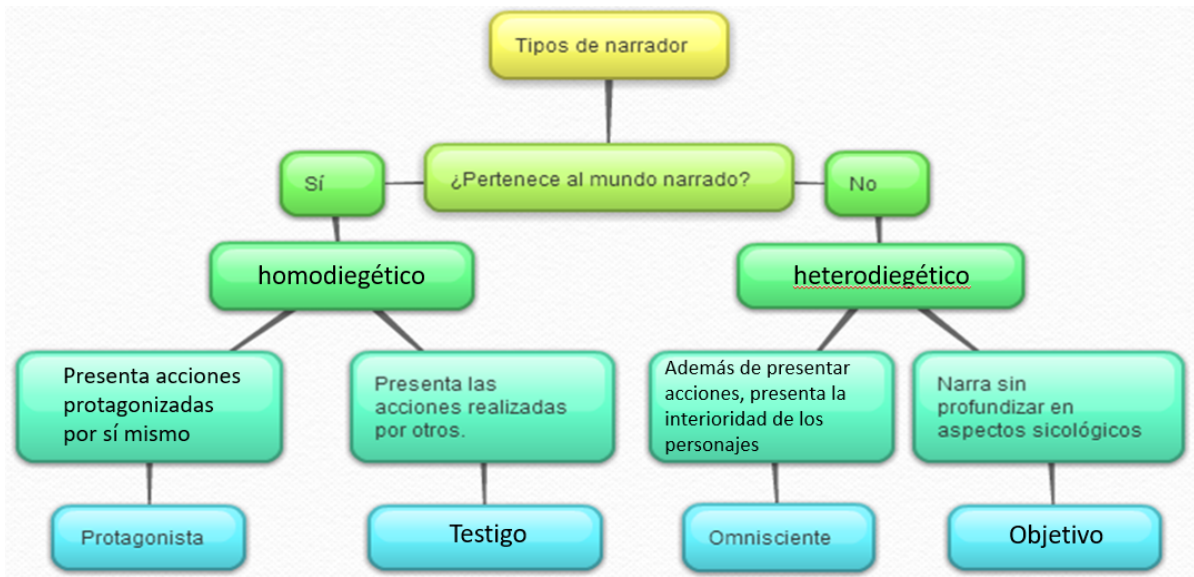 Tipos de narrador
Sí
¿Pertenece al mundo narrado?
No
homodiegético
heterodiegético
Presenta acciones
protagonizadas
por sí mismo
Presenta las
acciones realizadas
por otros.
Además de presentar
acciones, presenta la
interioridad de los
personajes
Narra sin
profundizar en
aspectos sicológicos
Protagonista
Testigo
Omnisciente
Objetivo